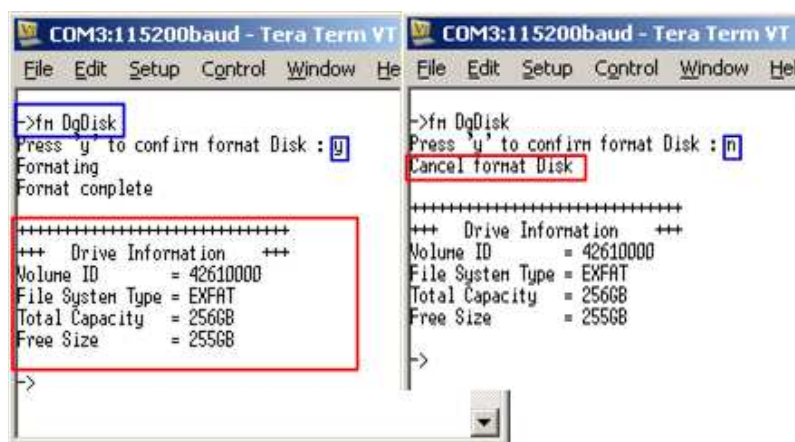 COM3:115200baud - Tera Term VT
File Edit Setup Control Window He
->fm DgDisk
Press 'y' to confirm format Disk : y
Formating
Format complete
++++++++++++++++++++++++++++++
+++ Drive Information +++
Volume ID = 42610000
File System Type = EXFAT
Total Capacity = 256GB
Free Size = 255GB
->
COM3:115200baud - Tera Term VT
File Edit Setup Control Window Hel
->fm DgDisk
Press 'y' to confirm format Disk : n
Cancel format Disk
++++++++++++++++++++++++++++++
+++ Drive Information +++
Volume ID = 42610000
File System Type = EXFAT
Total Capacity = 256GB
Free Size = 255GB
->